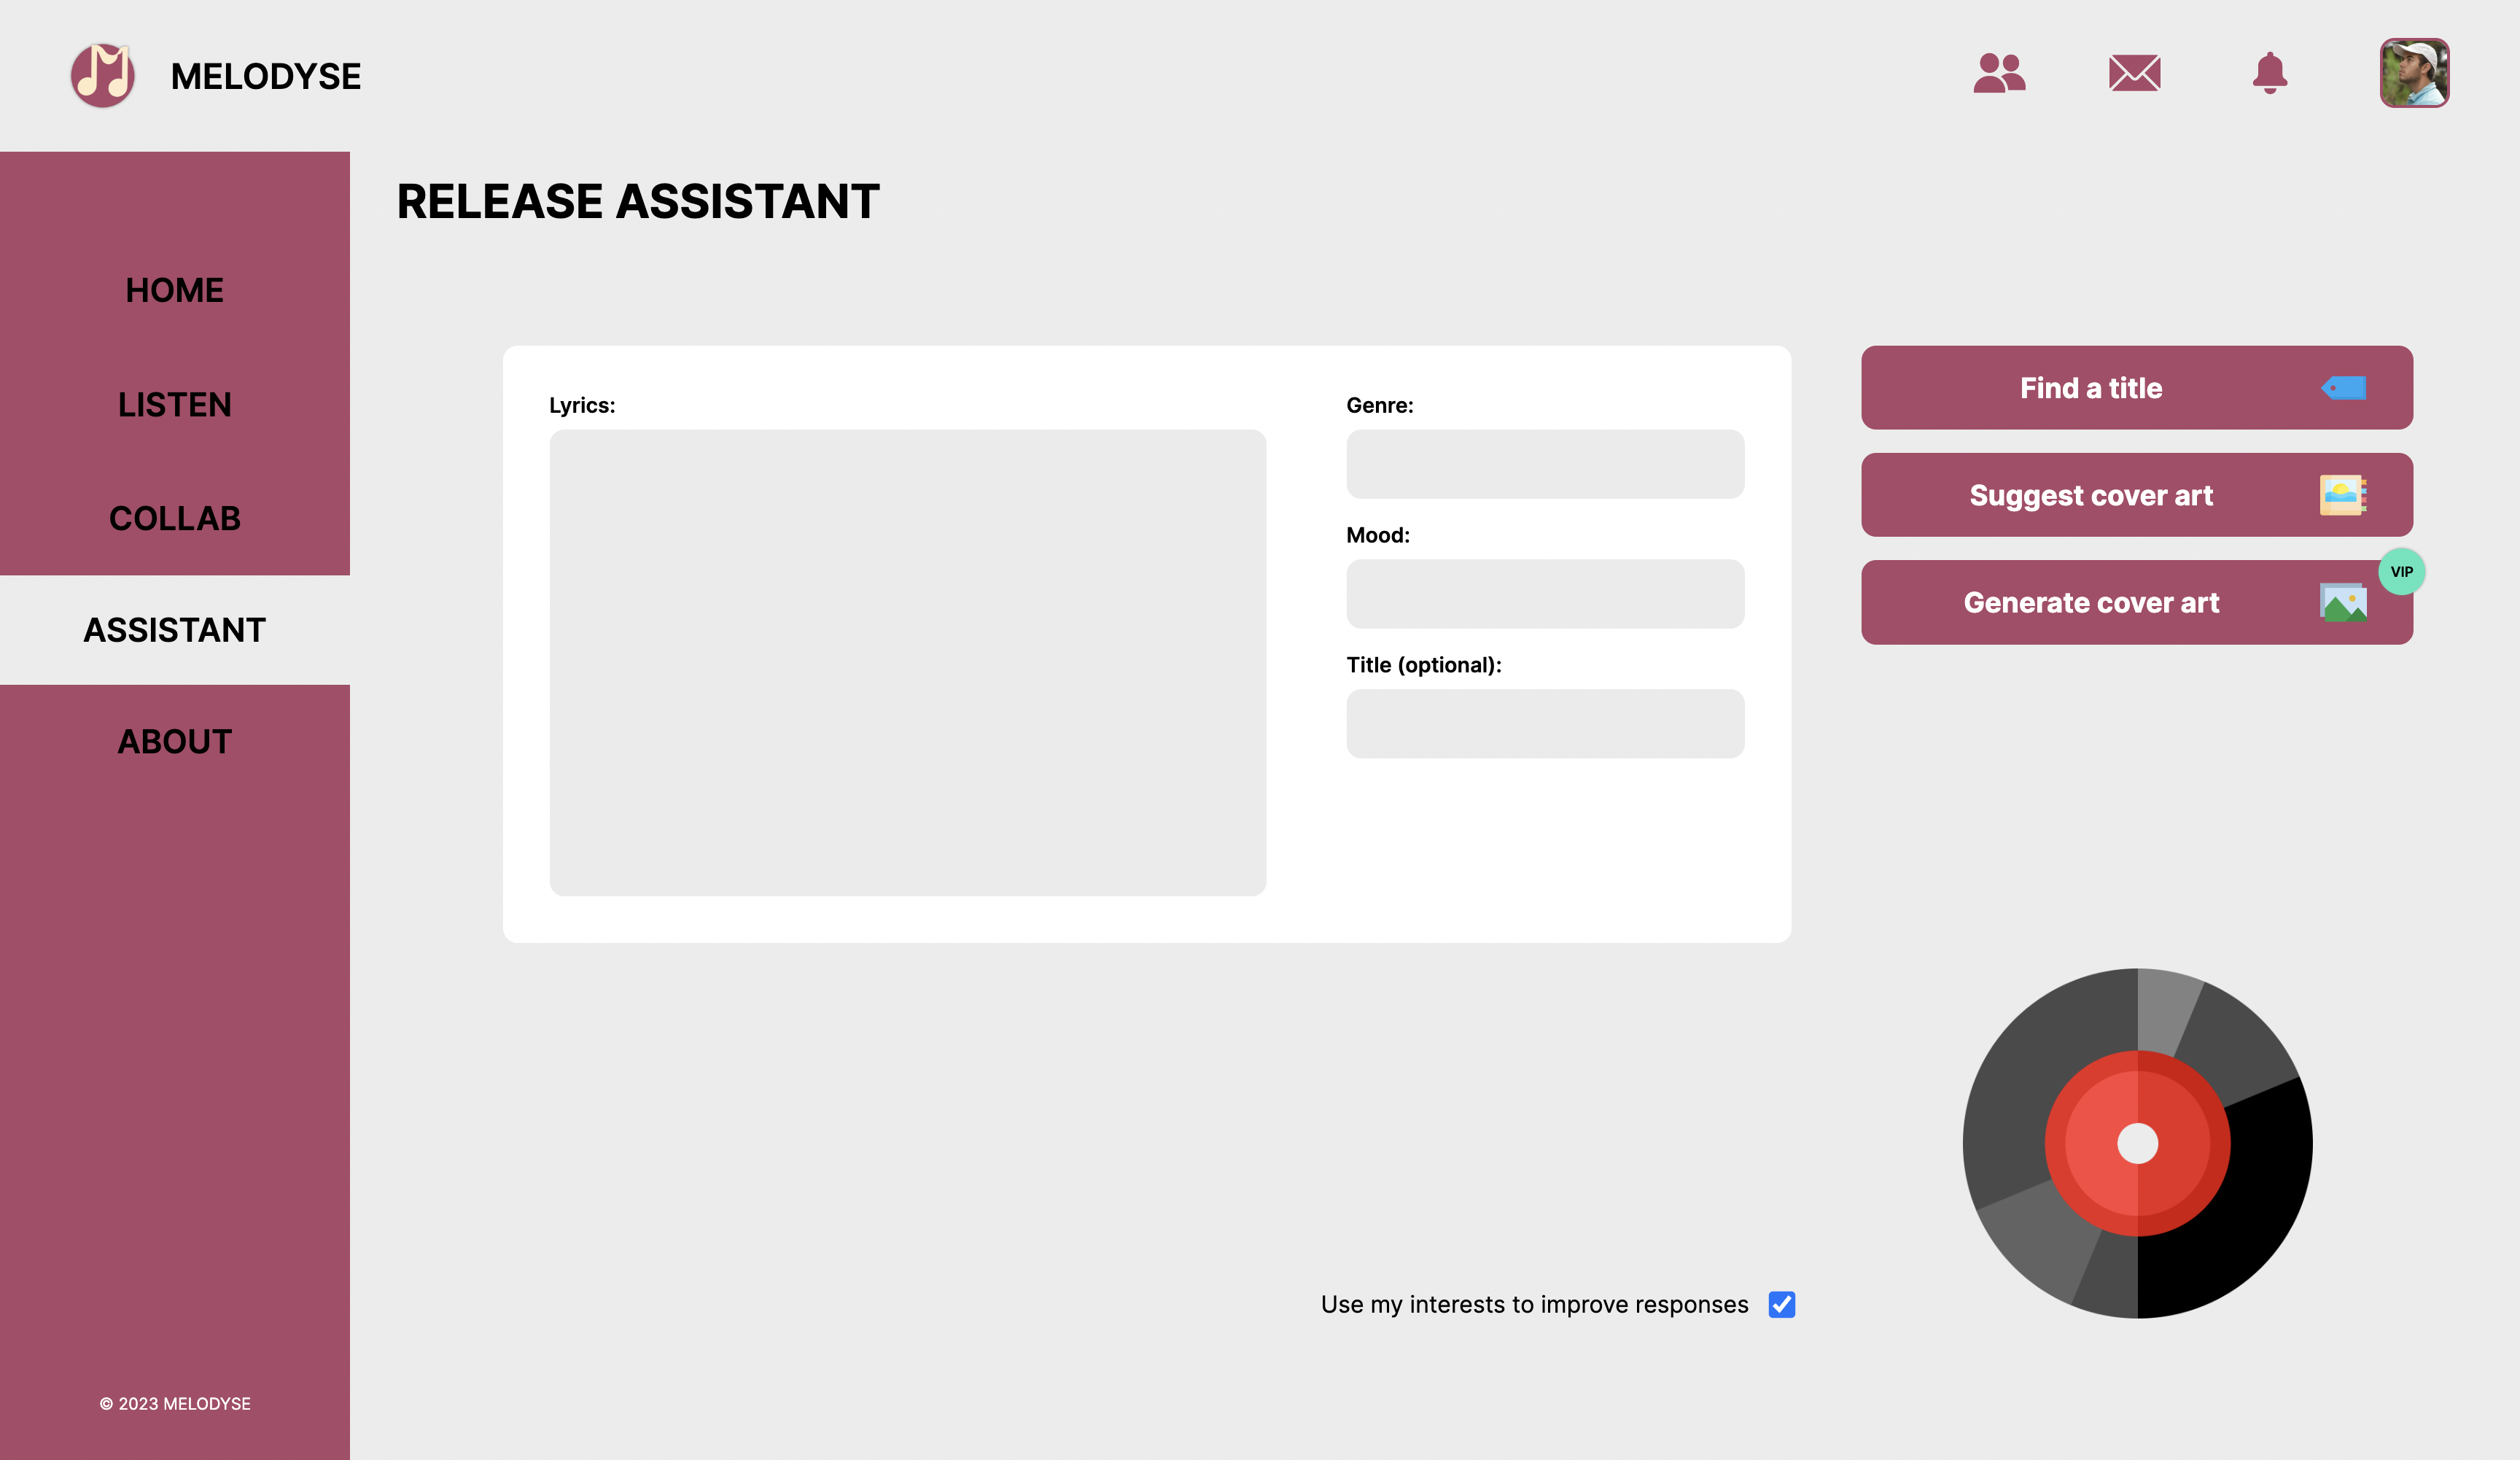 MELODYSE
RELEASE ASSISTANT
HOME
LISTEN
COLLAB
ASSISTANT
ABOUT
© 2023 MELODYSE
Lyrics:
Genre:
Mood:
Title (optional):
Find a title
Suggest cover art
Generate cover art
VIP
Use my interests to improve responses